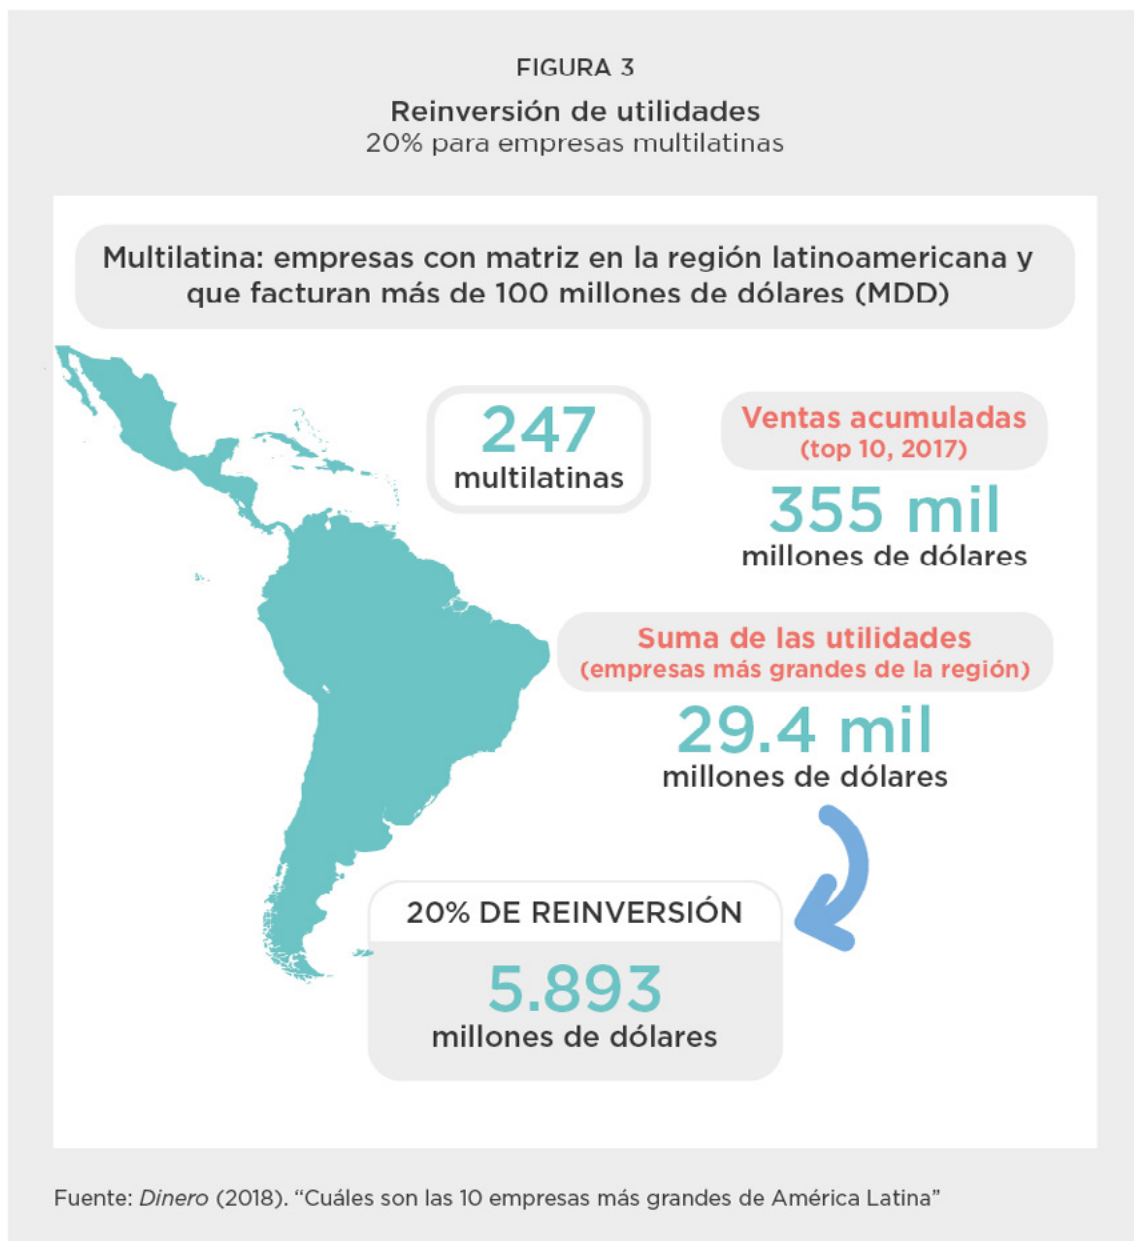 FIGURA 3
Reinversión de utilidades
20% para empresas multilatinas
Multilatina: empresas con matriz en la región latinoamericana y
que facturan más de 100 millones de dólares (MDD)
247
multilatinas
Ventas acumuladas
(top 10, 2017)
355 mil
millones de dólares
Suma de las utilidades
(empresas más grandes de la región)
29.4 mil
millones de dólares
20% DE REINVERSIÓN
5.893
millones de dólares
Fuente: Dinero (2018). “Cuáles son las 10 empresas más grandes de América Latina”